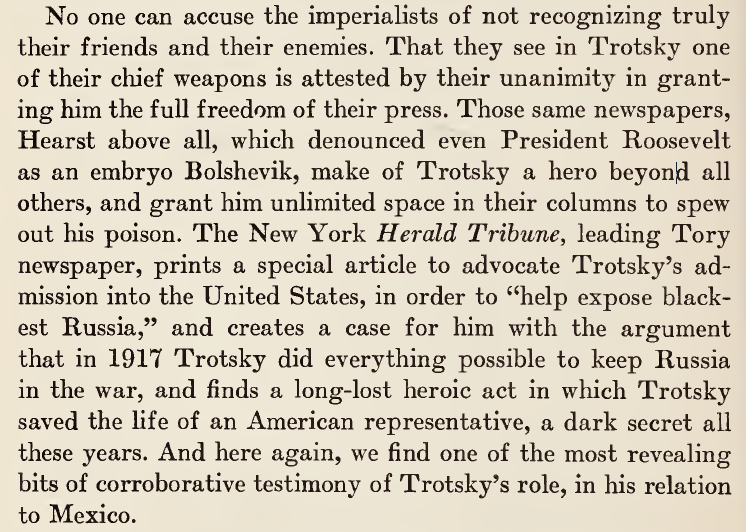 No one can accuse the imperialists of not recognizing truly
their friends and their enemies. That they see in Trotsky one
of their chief weapons is attested by their unanimity in grant-
ing him the full freedom of their press. Those same newspapers,
Hearst above all, which denounced even President Roosevelt
as an embryo Bolshevik, make of Trotsky a hero beyond all
others, and grant him unlimited space in their columns to spew
out his poison. The New York Herald Tribune, leading Tory
newspaper, prints a special article to advocate Trotsky’s ad-
mission into the United States, in order to “help expose black-
est Russia,” and creates a case for him with the argument
that in 1917 Trotsky did everything possible to keep Russia
in the war, and finds a long-lost heroic act in which Trotsky
saved the life of an American representative, a dark secret all
these years. And here again, we find one of the most revealing
bits of corroborative testimony of Trotsky’s role, in his relation
to Mexico.